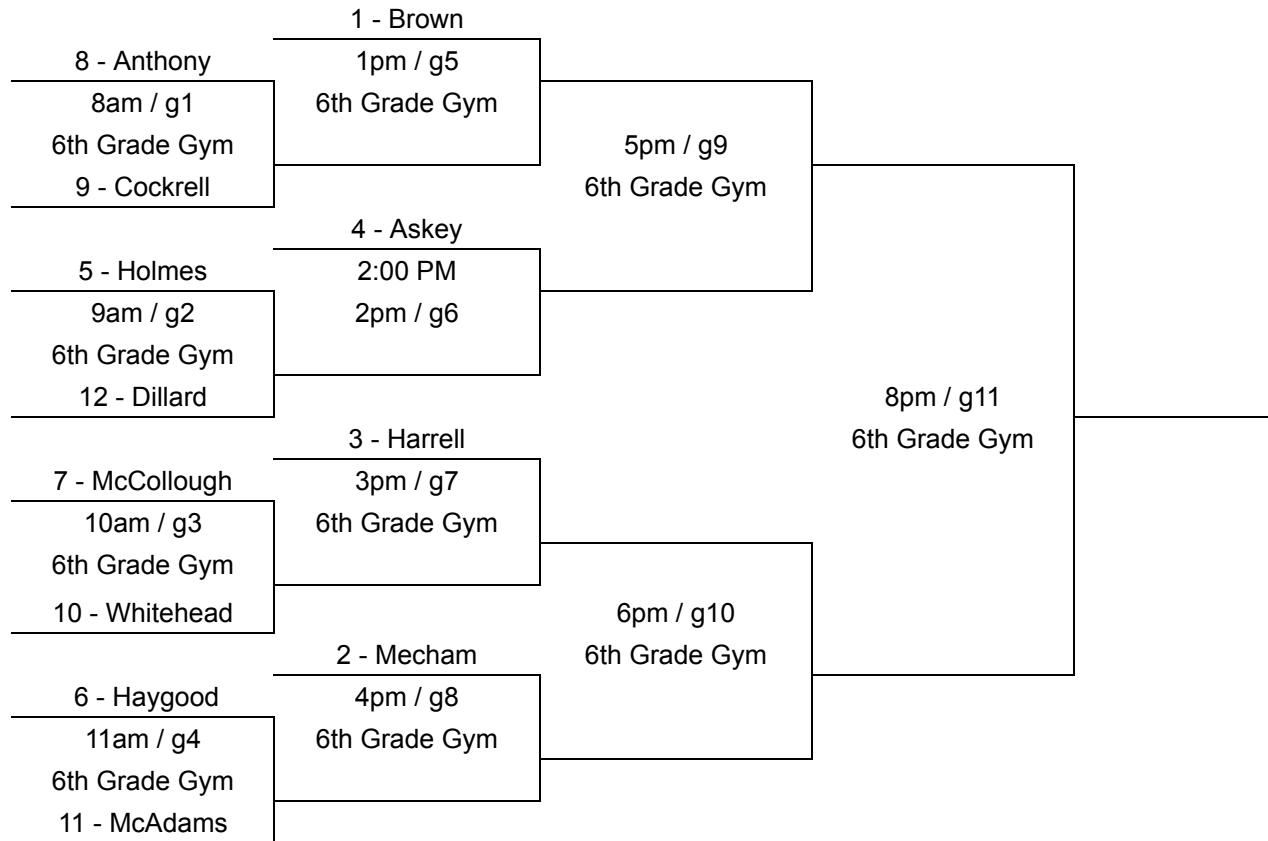 1 - Brown
8 - Anthony
1pm / g5
8am / g1
6th Grade Gym
6th Grade Gym
5pm / g9
9 - Cockrell
6th Grade Gym
4 - Askey
5 - Holmes
2:00 PM
9am / g2
2pm / g6
6th Grade Gym
12 - Dillard
8pm / g11
3 - Harrell
6th Grade Gym
7 - McCollough
3pm / g7
10am / g3
6th Grade Gym
6th Grade Gym
10 - Whitehead
6pm / g10
2 - Mecham
6th Grade Gym
6 - Haygood
4pm / g8
11am / g4
6th Grade Gym
6th Grade Gym
11 - McAdams